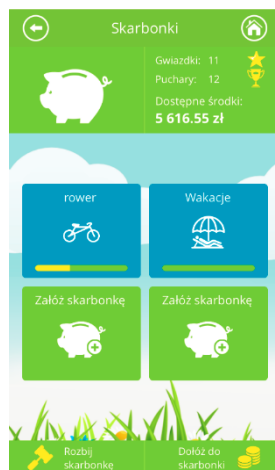 Skarbonki
Gwiazdki: 11
Puchary: 12
Dostępne środki:
5 616.55 zł
rower
Wakacje
Załóż skarbonkę
Załóż skarbonkę
Rozbij
skarbonkę
Dołóż do
skarbonki